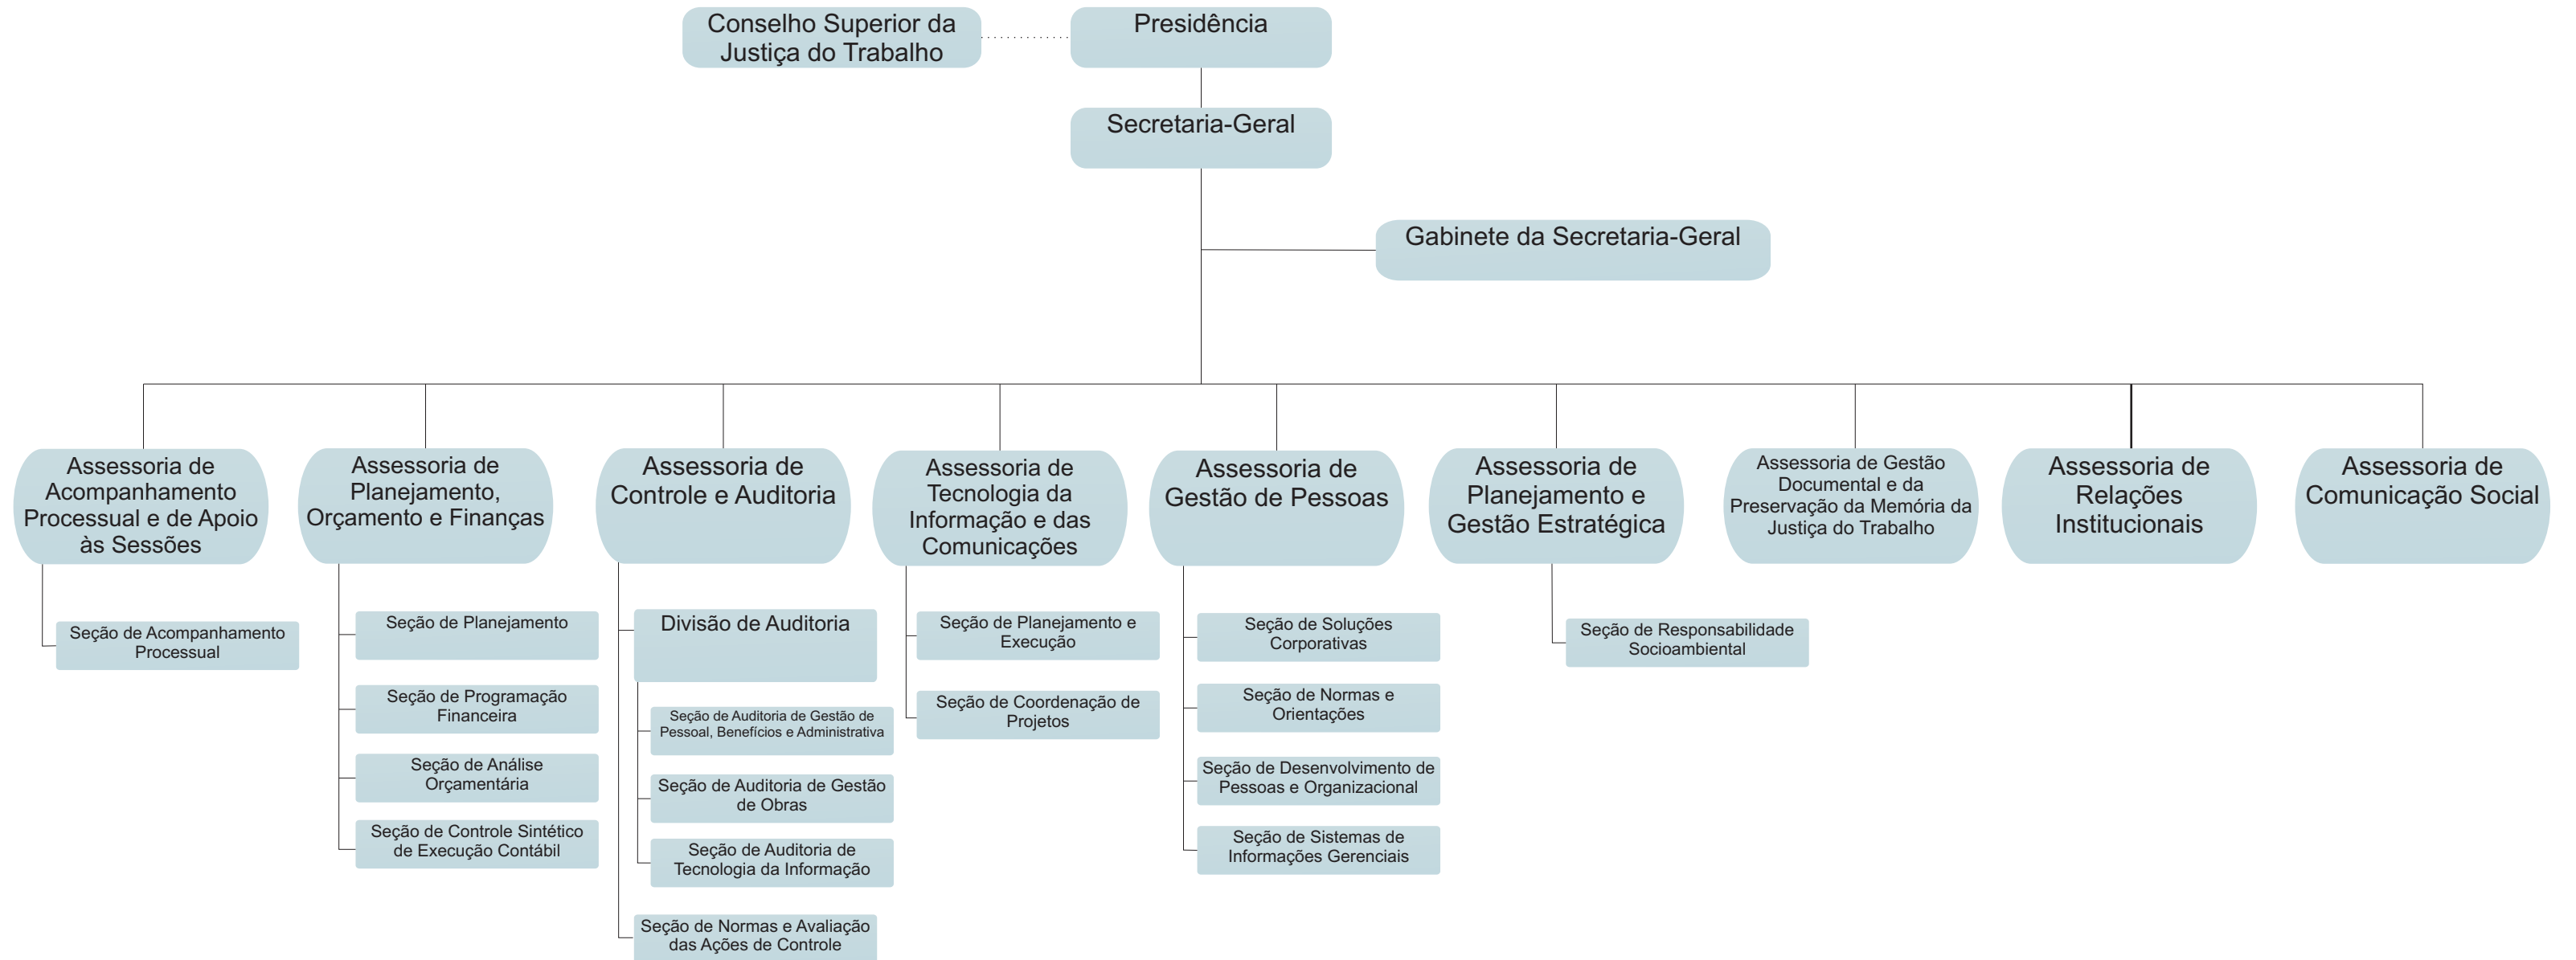 Conselho Superior da
Justiça do Trabalho
Presidência
Secretaria-Geral
Gabinete da Secretaria-Geral
Assessoria de
Acompanhamento
Processual e de Apoio
às Sessões
Seção de Acompanhamento
Processual
Assessoria de
Planejamento,
Orçamento e Finanças
Seção de Planejamento
Seção de Programação
Financeira
Seção de Análise
Orçamentária
Seção de Controle Sintético
de Execução Contábil
Assessoria de
Controle e Auditoria
Divisão de Auditoria
Seção de Auditoria de Gestão de
Pessoal, Benefícios e Administrativa
Seção de Auditoria de Gestão
de Obras
Seção de Auditoria de
Tecnologia da Informação
Seção de Normas e Avaliação
das Ações de Controle
Assessoria de
Tecnologia da
Informação e das
Comunicações
Seção de Planejamento e
Execução
Seção de Coordenação de
Projetos
Assessoria de
Gestão de Pessoas
Seção de Soluções
Corporativas
Seção de Normas e
Orientações
Seção de Desenvolvimento de
Pessoas e Organizacional
Seção de Sistemas de
Informações Gerenciais
Assessoria de
Planejamento e
Gestão Estratégica
Seção de Responsabilidade
Socioambiental
Assessoria de Gestão
Documental e da
Preservação da Memória da
Justiça do Trabalho
Assessoria de
Relações
Institucionais
Assessoria de
Comunicação Social